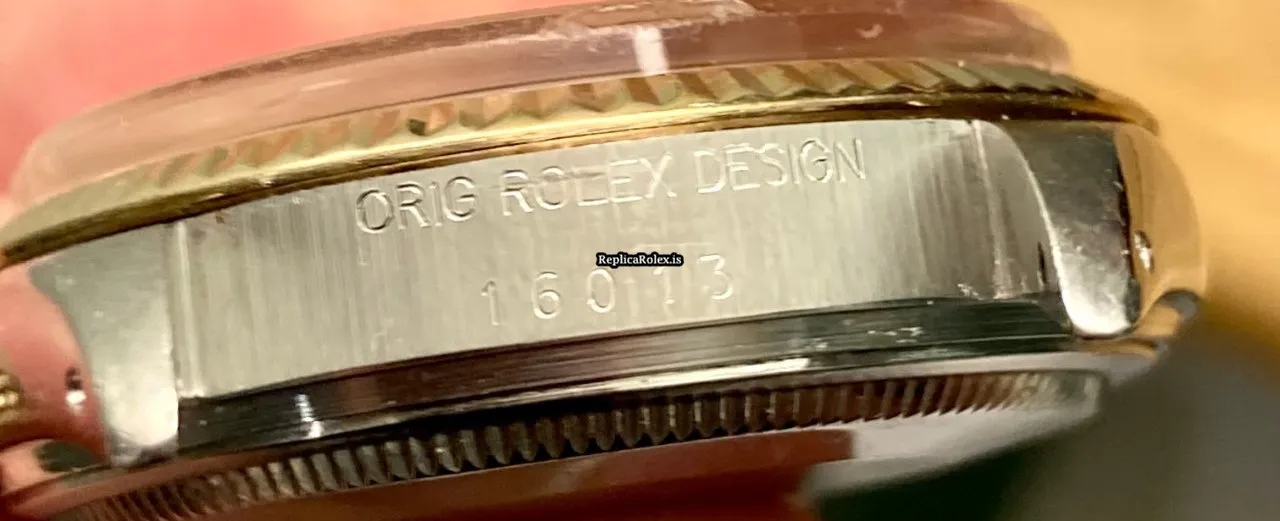 ORIG ROLEX DESIGN
ReplicaRolex.is
16013